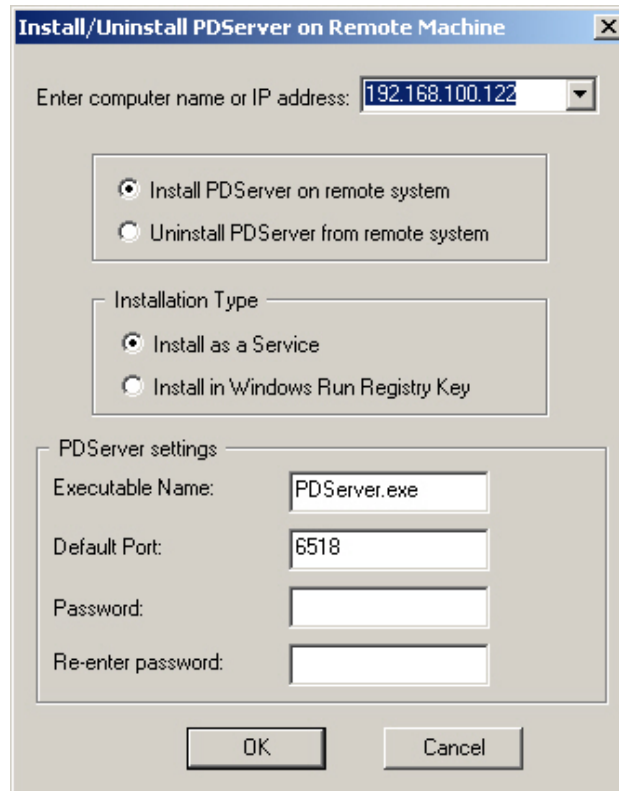 Install/Uninstall PDServer on Remote Machine
Enter computer name or IP address: 192.168.100.122
Install PDServer on remote system
Uninstall PDServer from remote system
Installation Type
Install as a Service
Install in Windows Run Registry Key
PDServer settings
Executable Name: PDServer.exe
Default Port: 6518
Password:
Re-enter password:
OK Cancel